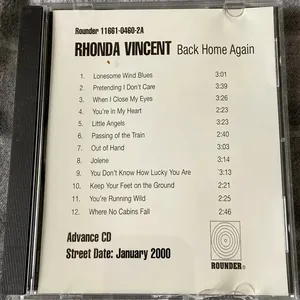 Rounder 11661-0460-2A
RHONDA VINCENT Back Home Again
1. Lonesome Wind Blues 3:01
2. Pretending I Don't Care 3:39
3. When I Close My Eyes 3:26
4. You're in My Heart 2:23
5. Little Angels 3:23
6. Passing of the Train 2:40
7. Out of Hand 3:03
8. Jolene 3:14
9. You Don't Know How Lucky You Are 3:13
10. Keep Your Feet on the Ground 2:21
11. You're Running Wild 2:25
12. Where No Cabins Fall 2:46
Advance CD
Street Date: January 2000
ROUNDER®